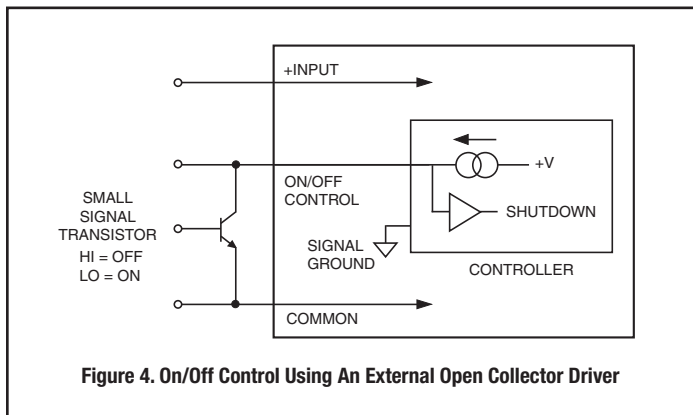 +INPUT
+V
ON/OFF
CONTROL
SHUTDOWN
SMALL
SIGNAL
TRANSISTOR
HI = OFF
LO = ON
SIGNAL
GROUND
CONTROLLER
COMMON
Figure 4. On/Off Control Using An External Open Collector Driver